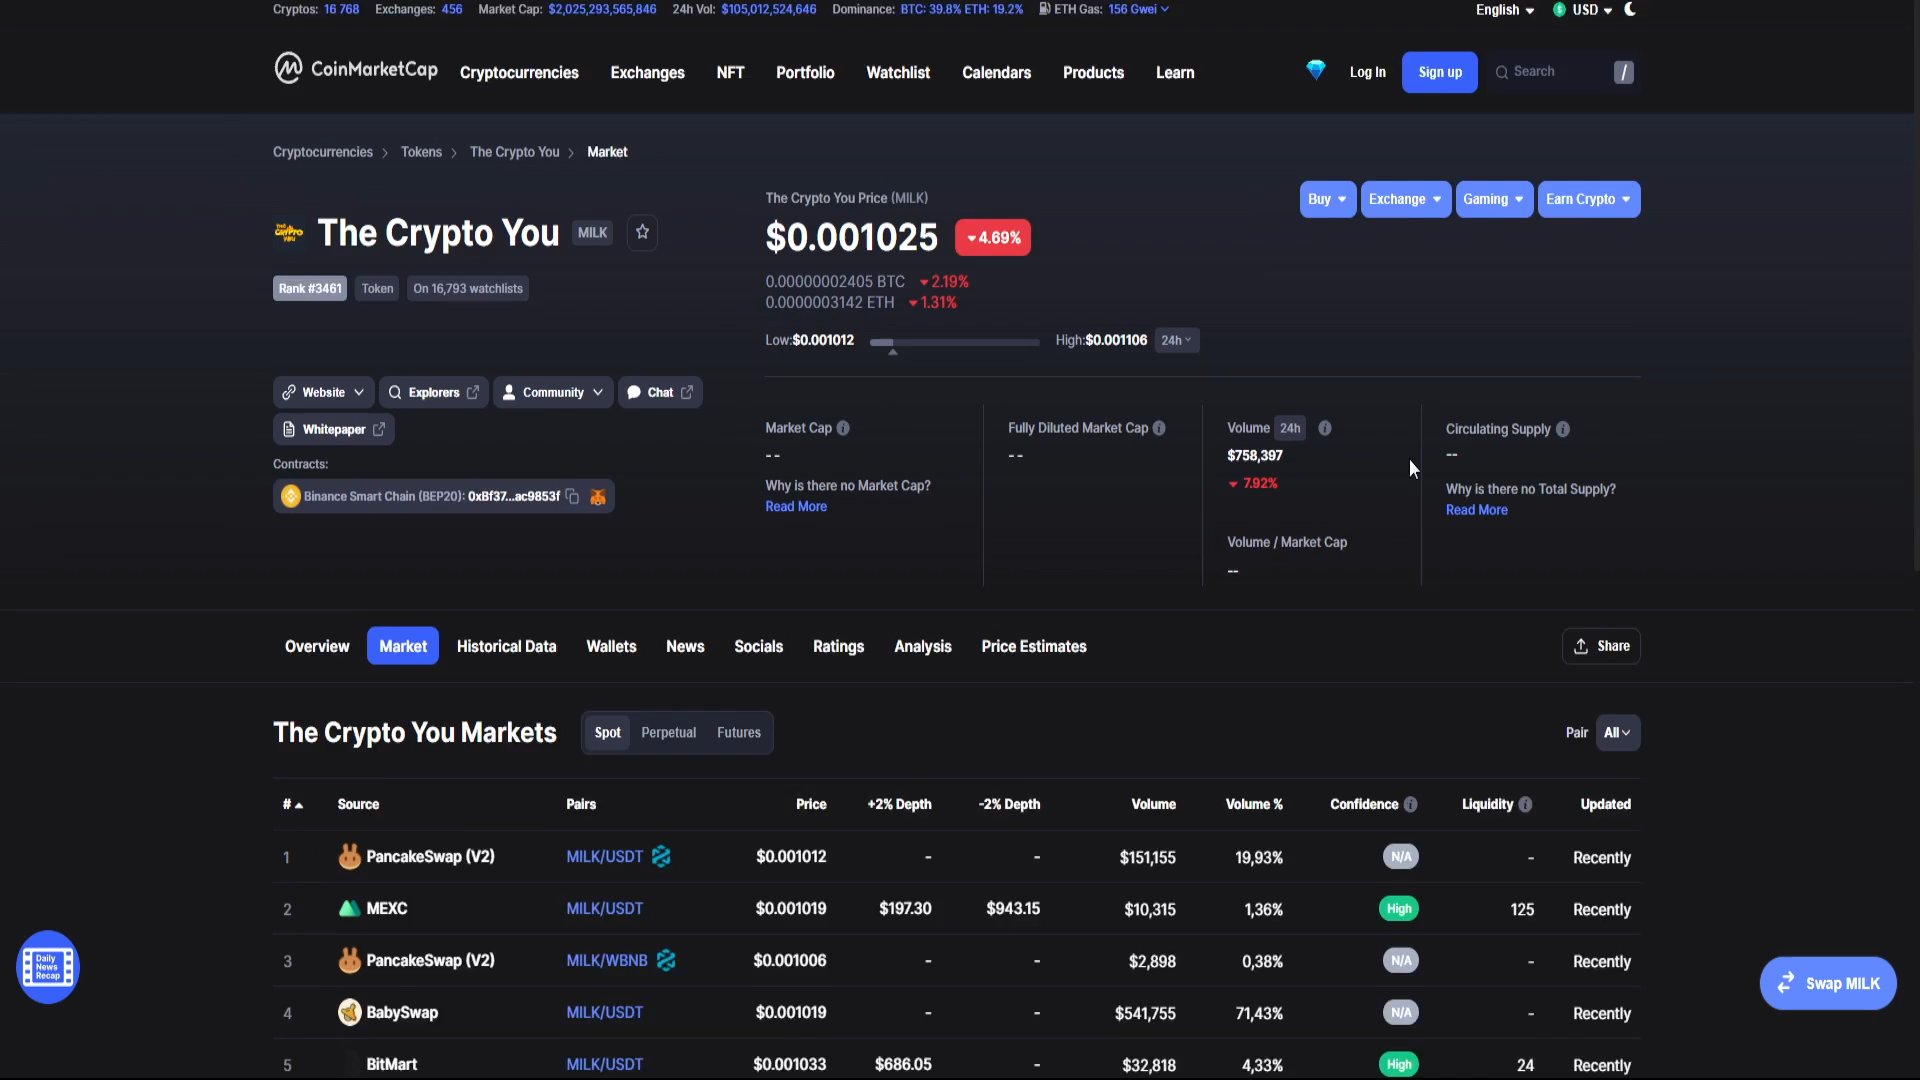 Cryptos: 16 768 Exchanges: 456 Market Cap: $2,025,293,565,846 24h Vol: $105,012,524,646 Dominance: BTC: 39.8% ETH: 19.2% ETH Gas: 156 Gwei English USD
CoinMarketCap Cryptocurrencies Exchanges NFT Portfolio Watchlist Calendars Products Learn Log In Sign up Search /
Cryptocurrencies > Tokens > The Crypto You > Market
The Crypto You Price (MILK)
Buy Exchange Gaming Earn Crypto
THE CRYPTO YOU The Crypto You MILK
$0.001025 4.69%
Rank #3461 Token On 16,793 watchlists
0.00000002405 BTC 2.19%
0.0000003142 ETH 1.31%
Low:$0.001012 High:$0.001106 24h
Website Explorers Community Chat
Whitepaper
Contracts:
Binance Smart Chain (BEP20): 0xBf37...ac9853f
Market Cap
--
Why is there no Market Cap?
Read More
Fully Diluted Market Cap
--
Volume 24h
$758,397
7.92%
Volume / Market Cap
--
Circulating Supply
--
Why is there no Total Supply?
Read More
Overview Market Historical Data Wallets News Socials Ratings Analysis Price Estimates Share
The Crypto You Markets Spot Perpetual Futures Pair All
# Source Pairs Price +2% Depth -2% Depth Volume Volume % Confidence Liquidity Updated
1 PancakeSwap (V2) MILK/USDT $0.001012 - - $151,155 19,93% N/A - Recently
2 MEXC MILK/USDT $0.001019 $197.30 $943.15 $10,315 1,36% High 125 Recently
3 PancakeSwap (V2) MILK/WBNB $0.001006 - - $2,898 0,38% N/A - Recently
4 BabySwap MILK/USDT $0.001019 - - $541,755 71,43% N/A - Recently
5 BitMart MILK/USDT $0.001033 $686.05 - $32,818 4,33% High 24 Recently
Daily
News
Recap
Swap MILK